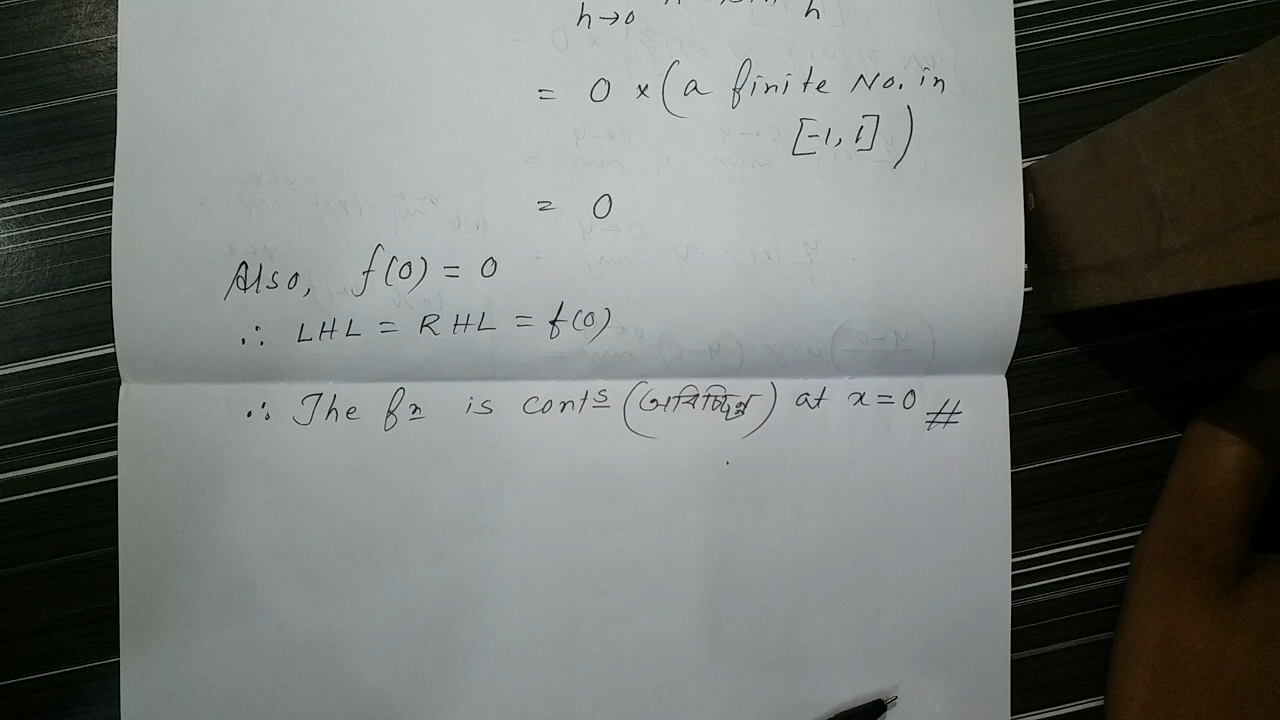 h→0 h
= 0 × (a finite No. in
[-1, 1])
= 0
Also, f(0) = 0
∴ LHL = RHL = f(0)
∴ The fn is conts (অবিচ্ছিন্ন) at x=0 #